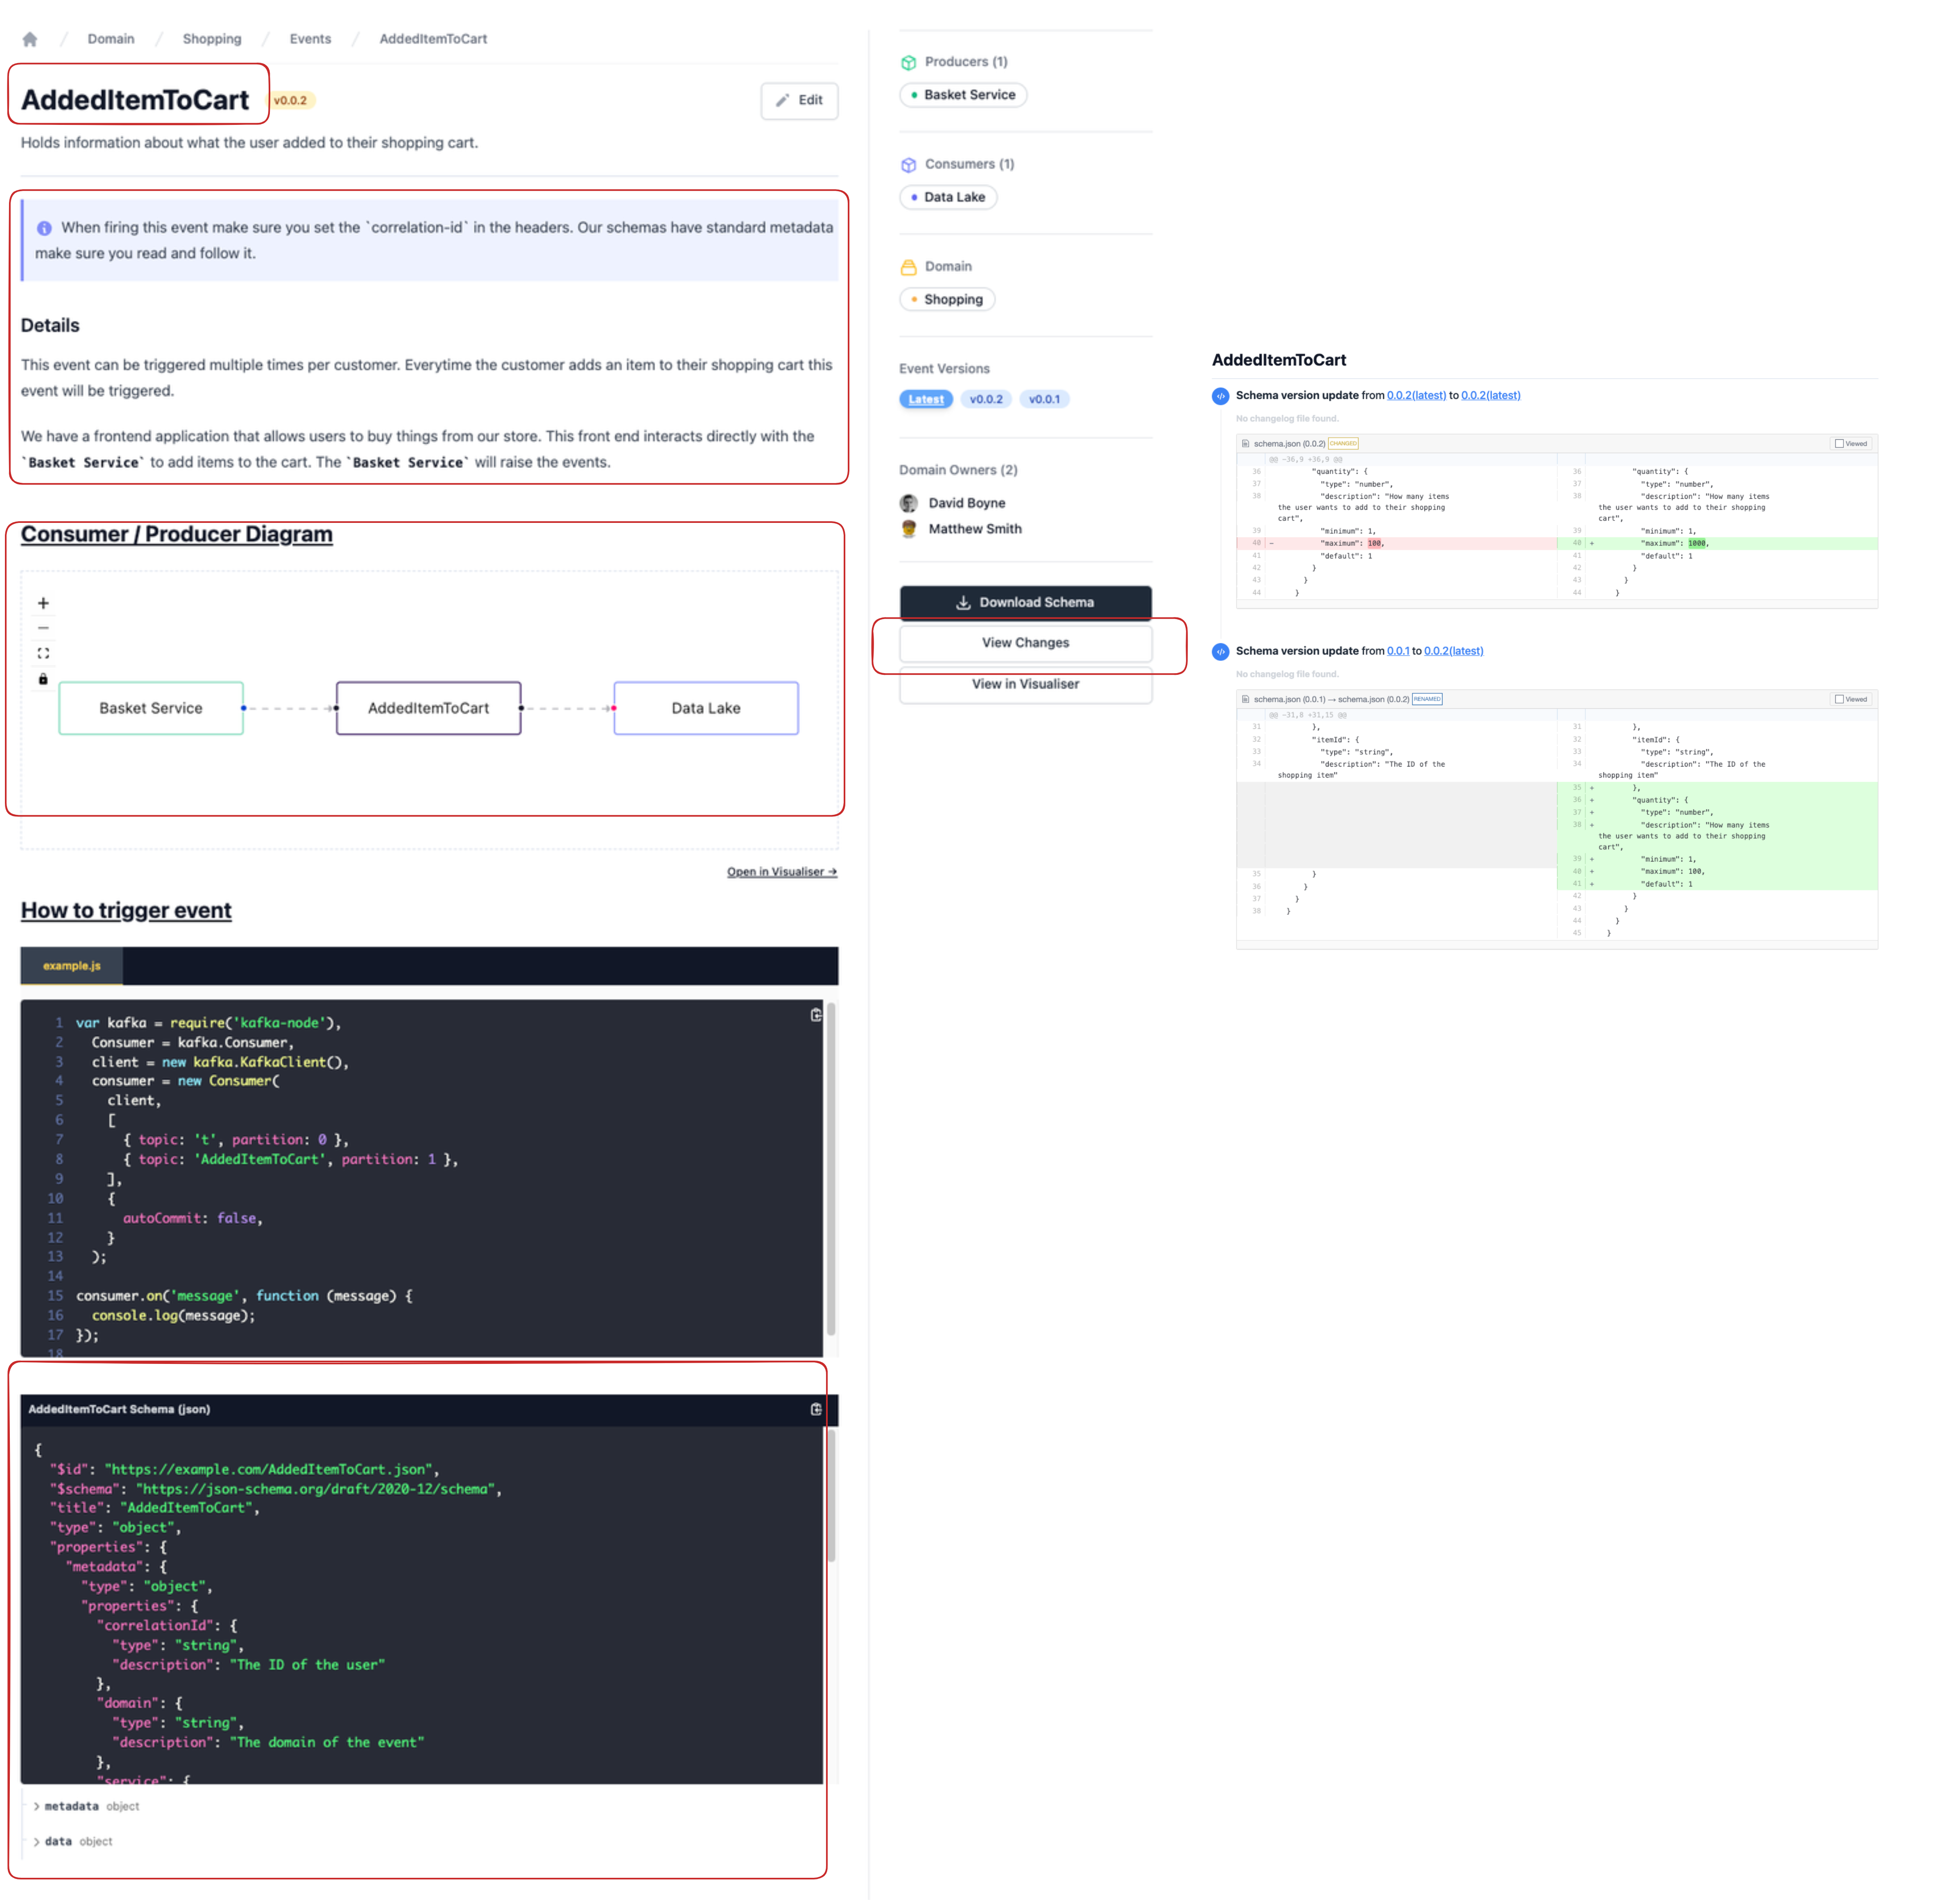 Domain / Shopping / Events / AddedItemToCart
AddedItemToCart v0.0.2
Edit
Holds information about what the user added to their shopping cart.
When firing this event make sure you set the `correlation-id` in the headers. Our schemas have standard metadata
make sure you read and follow it.
Details
This event can be triggered multiple times per customer. Everytime the customer adds an item to their shopping cart this
event will be triggered.
We have a frontend application that allows users to buy things from our store. This front end interacts directly with the
`Basket Service` to add items to the cart. The `Basket Service` will raise the events.
Consumer / Producer Diagram
Basket Service
AddedItemToCart
Data Lake
Open in Visualiser →
How to trigger event
example.js
1 var kafka = require('kafka-node'),
2 Consumer = kafka.Consumer,
3 client = new kafka.KafkaClient(),
4 consumer = new Consumer(
5 client,
6 [
7 { topic: 't', partition: 0 },
8 { topic: 'AddedItemToCart', partition: 1 },
9 ],
10 {
11 autoCommit: false,
12 }
13 );
14
15 consumer.on('message', function (message) {
16 console.log(message);
17 });
18
AddedItemToCart Schema (json)
{
"$id": "https://example.com/AddedItemToCart.json",
"$schema": "https://json-schema.org/draft/2020-12/schema",
"title": "AddedItemToCart",
"type": "object",
"properties": {
"metadata": {
"type": "object",
"properties": {
"correlationId": {
"type": "string",
"description": "The ID of the user"
},
"domain": {
"type": "string",
"description": "The domain of the event"
},
"service": {
metadata object
data object
Producers (1)
Basket Service
Consumers (1)
Data Lake
Domain
Shopping
Event Versions
Latest v0.0.2 v0.0.1
Domain Owners (2)
David Boyne
Matthew Smith
Download Schema
View Changes
View in Visualiser
AddedItemToCart
Schema version update from 0.0.2(latest) to 0.0.2(latest)
No changelog file found.
schema.json (0.0.2) CHANGED
Viewed
@@ -36,9 +36,9 @@
36 "quantity": {
37 "type": "number",
38 "description": "How many items
the user wants to add to their shopping
cart",
39 "minimum": 1,
40 - "maximum": 100,
41 "default": 1
42 }
43 }
44 }
36 "quantity": {
37 "type": "number",
38 "description": "How many items
the user wants to add to their shopping
cart",
39 "minimum": 1,
40 + "maximum": 1000,
41 "default": 1
42 }
43 }
44 }
Schema version update from 0.0.1 to 0.0.2(latest)
No changelog file found.
schema.json (0.0.1) → schema.json (0.0.2) RENAMED
Viewed
@@ -31,8 +31,15 @@
31 },
32 "itemId": {
33 "type": "string",
34 "description": "The ID of the
shopping item"
35 }
36 }
37 }
38 }
31 },
32 "itemId": {
33 "type": "string",
34 "description": "The ID of the
shopping item"
35 + },
36 + "quantity": {
37 + "type": "number",
38 + "description": "How many items
the user wants to add to their shopping
cart",
39 + "minimum": 1,
40 + "maximum": 100,
41 + "default": 1
42 }
43 }
44 }
45 }